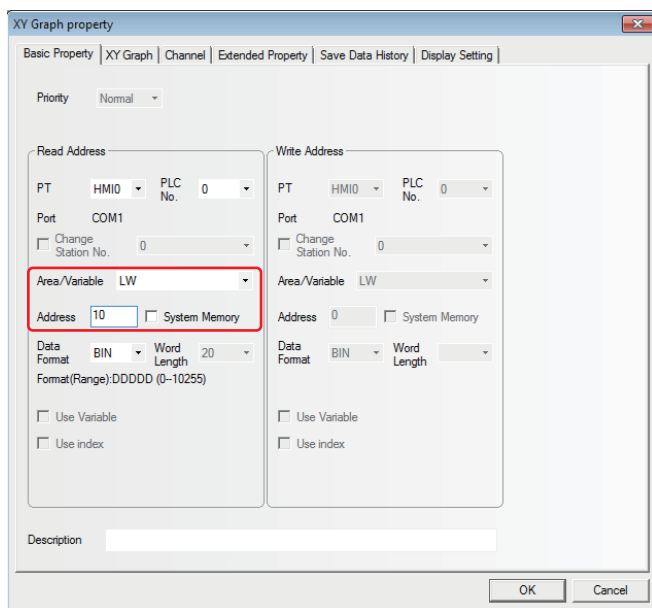 XY Graph property
Basic Property XY Graph Channel Extended Property Save Data History Display Setting
Priority Normal
Read Address
PT HMI0 PLC No. 0
Port COM1
Change Station No. 0
Area/Variable LW
Address 10 System Memory
Data Format BIN Word Length 20
Format(Range):DDDDD (0--10255)
Use Variable
Use index
Write Address
PT HMI0 PLC No. 0
Port COM1
Change Station No. 0
Area/Variable LW
Address 0 System Memory
Data Format BIN Word Length
Use Variable
Use index
Description
OK Cancel